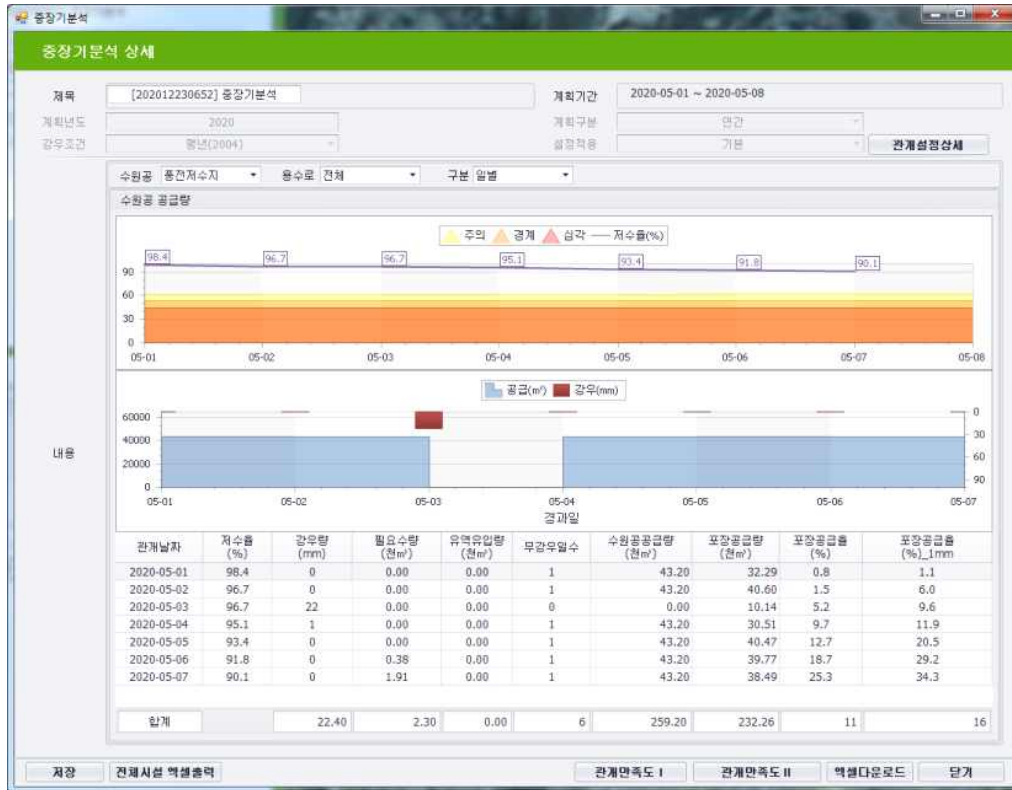 중장기분석
중장기분석 상세
제목 [202012230652] 중장기분석 계획기간 2020-05-01 ~ 2020-05-08
계획년도 2020 계획구분 연간
강우조건 평년(2004) 설정적용 기본 관개설정상세
수원공 풍전저수지 용수로 전체 구분 일별
수원공 공급량
주의 경계 심각 저수율(%)
98.4 96.7 96.7 95.1 93.4 91.8 90.1
90
60
30
0
05-01 05-02 05-03 05-04 05-05 05-06 05-07 05-08
공급(m³) 강우(mm)
60000 0
40000 30
20000 60
0 90
05-01 05-02 05-03 05-04 05-05 05-06 05-07
경과일
내용
관개날짜 저수율 (%) 강우량 (mm) 필요수량 (천m³) 유역유입량 (천m³) 무강우일수 수원공공급량 (천m³) 포장공급량 (천m³) 포장공급율 (%) 포장공급율 (%)_1mm
2020-05-01 98.4 0 0.00 0.00 1 43.20 32.29 0.8 1.1
2020-05-02 96.7 0 0.00 0.00 1 43.20 40.60 1.5 6.0
2020-05-03 96.7 22 0.00 0.00 0 0.00 10.14 5.2 9.6
2020-05-04 95.1 1 0.00 0.00 1 43.20 30.51 9.7 11.9
2020-05-05 93.4 0 0.00 0.00 1 43.20 40.47 12.7 20.5
2020-05-06 91.8 0 0.38 0.00 1 43.20 39.77 18.7 29.2
2020-05-07 90.1 0 1.91 0.00 1 43.20 38.49 25.3 34.3
합계 22.40 2.30 0.00 6 259.20 232.26 11 16
저장 전체시설 엑셀출력 관개만족도 I 관개만족도 II 엑셀다운로드 닫기